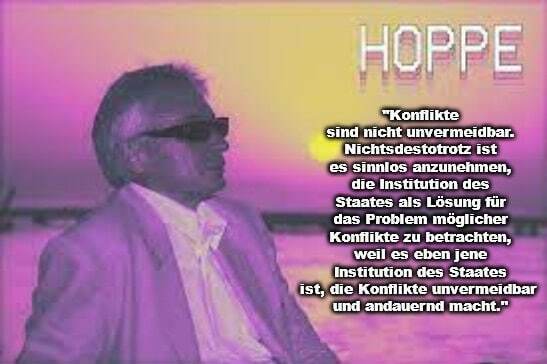 HOPPE
"Konflikte
sind nicht unvermeidbar.
Nichtsdestotrotz ist
es sinnlos anzunehmen,
die Institution des
Staates als Lösung für
das Problem möglicher
Konflikte zu betrachten,
weil es eben jene
Institution des Staates
ist, die Konflikte unvermeidbar
und andauernd macht."